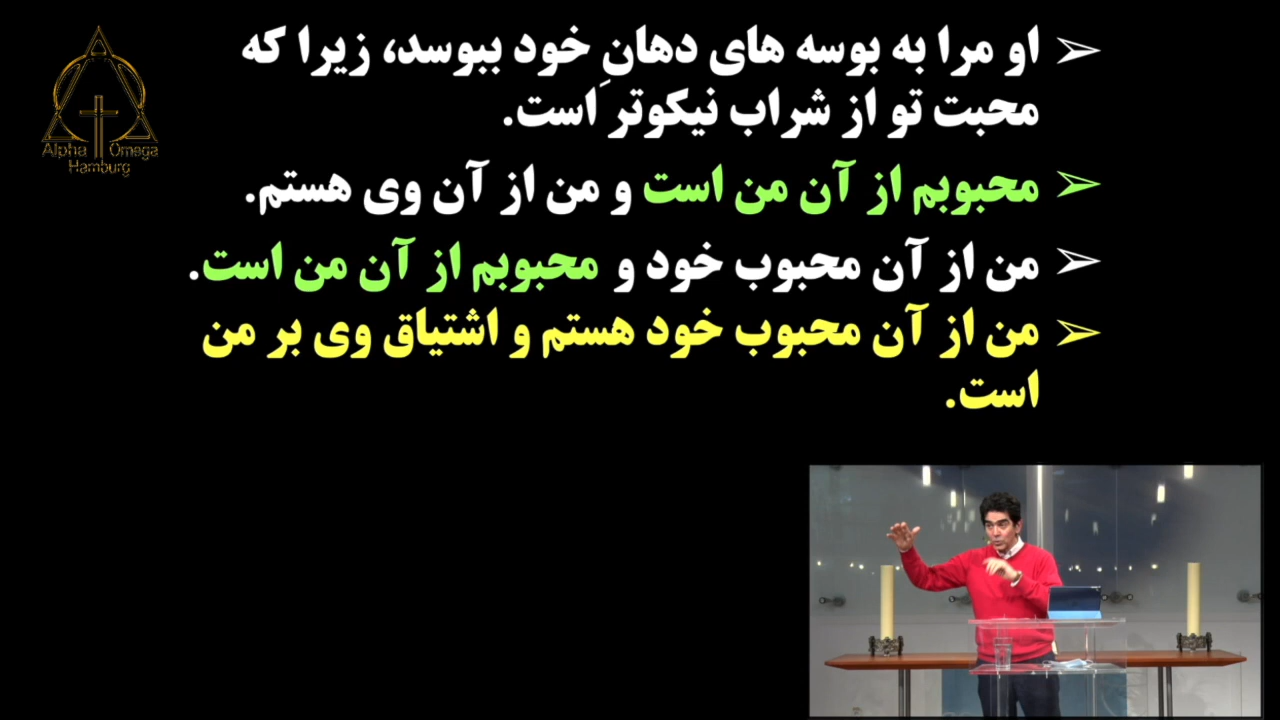 Alpha Omega
Hamburg
او مرا به بوسه های دهانِ خود ببوسد، زیرا که
محبت تو از شراب نیکوتر است.
محبوبم از آن من است و من از آن وی هستم.
من از آن محبوب خود و محبوبم از آن من است.
من از آن محبوب خود هستم و اشتیاق وی بر من
است.